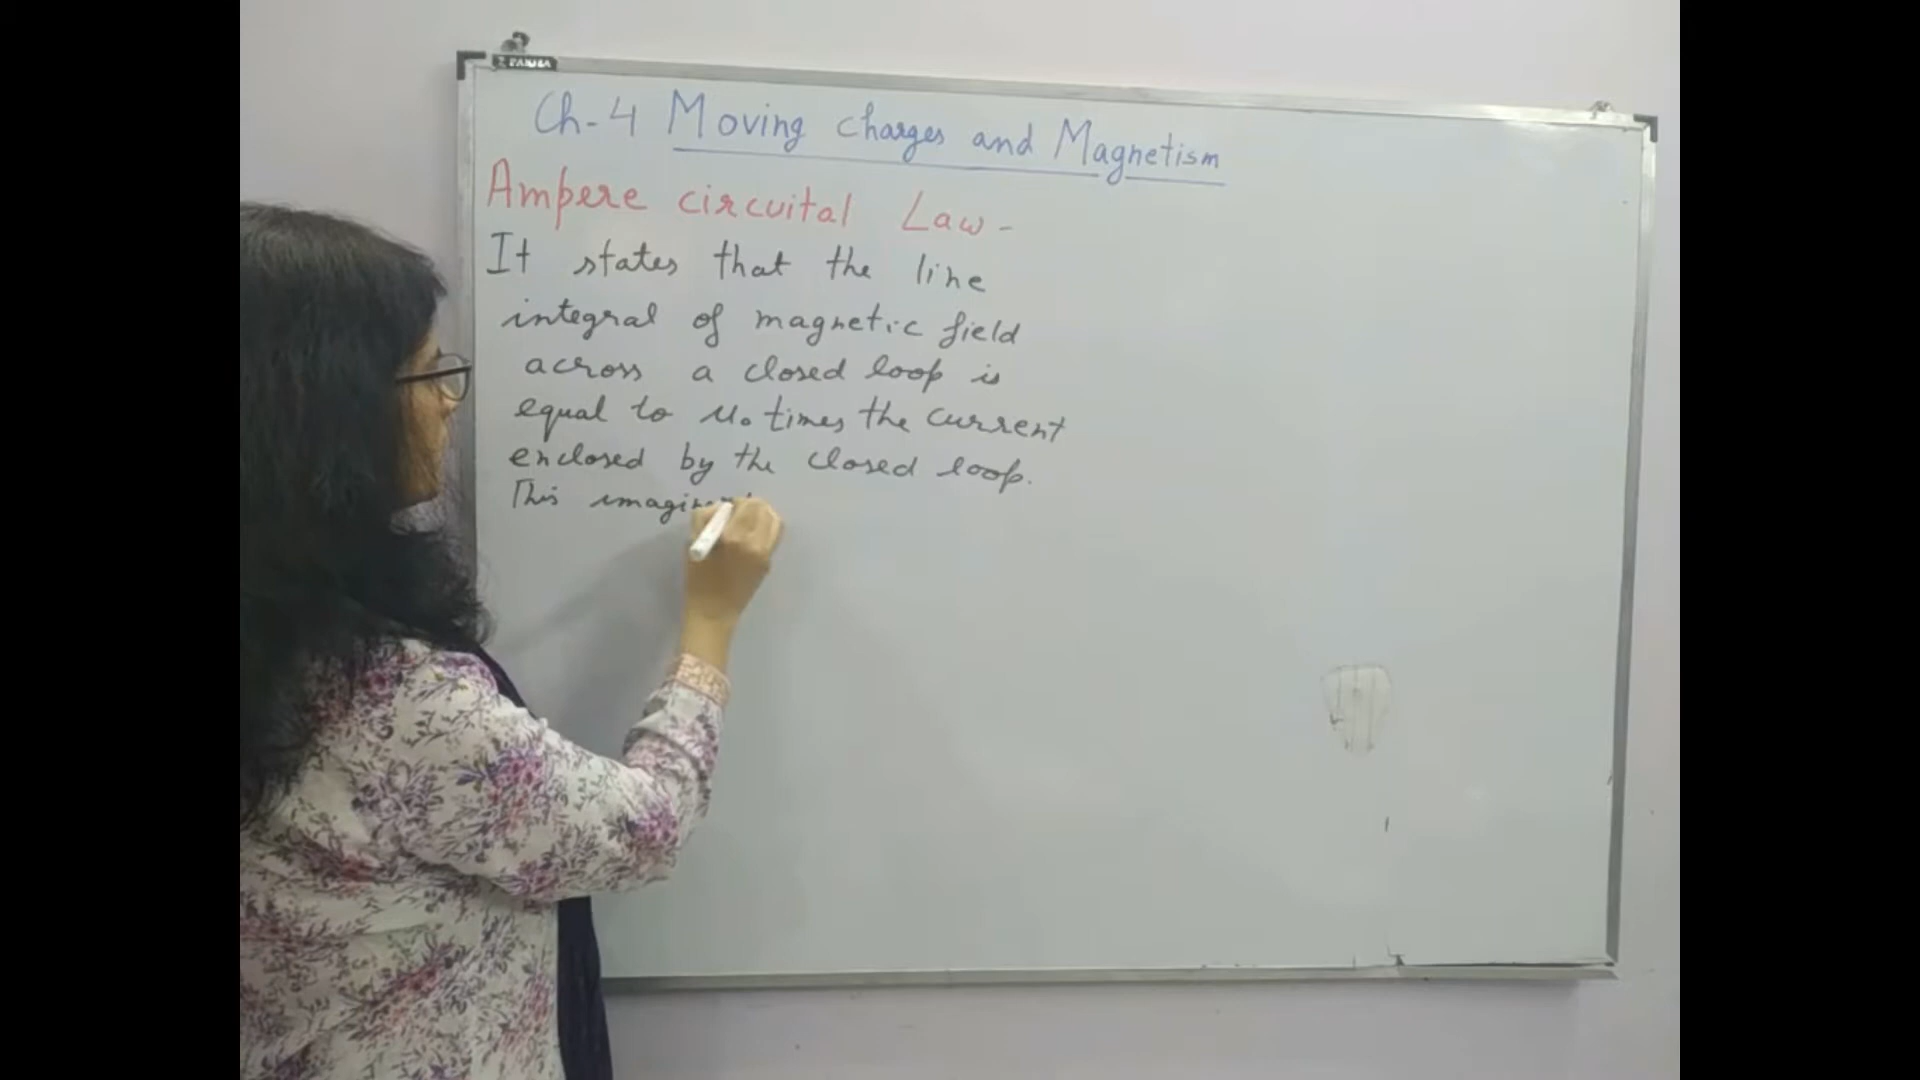 Ch-4 Moving charges and Magnetism
Ampere circuital Law -
It states that the line
integral of magnetic field
across a closed loop is
equal to μ₀ times the current
enclosed by the closed loop.
This